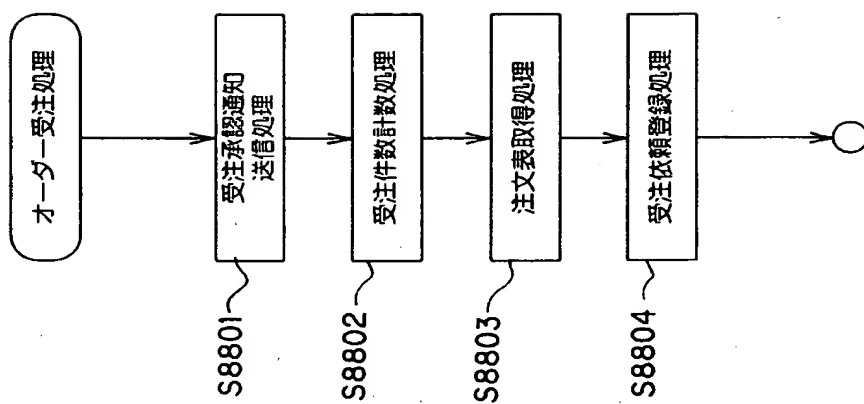 オーダー受注処理
S8801
受注承認通知
送信処理
S8802
受注件数計数処理
S8803
注文表取得処理
S8804
受注依頼登録処理